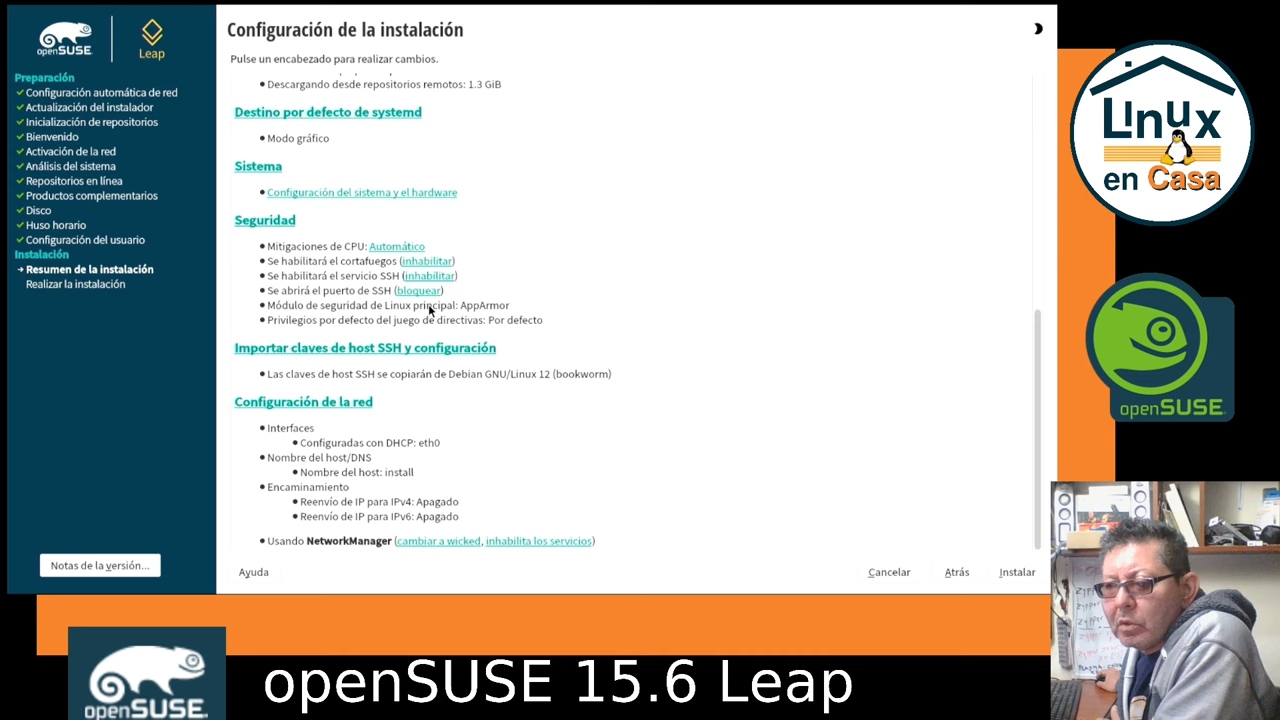 openSUSE
Leap
Preparación
Configuración automática de red
Actualización del instalador
Inicialización de repositorios
Bienvenido
Activación de la red
Análisis del sistema
Repositorios en línea
Productos complementarios
Disco
Huso horario
Configuración del usuario
Instalación
Resumen de la instalación
Realizar la instalación
Notas de la versión...
Configuración de la instalación
Pulse un encabezado para realizar cambios.
Descargando desde repositorios remotos: 1.3 GiB
Destino por defecto de systemd
Modo gráfico
Sistema
Configuración del sistema y el hardware
Seguridad
Mitigaciones de CPU: Automático
Se habilitará el cortafuegos (inhabilitar)
Se habilitará el servicio SSH (inhabilitar)
Se abrirá el puerto de SSH (bloquear)
Módulo de seguridad de Linux principal: AppArmor
Privilegios por defecto del juego de directivas: Por defecto
Importar claves de host SSH y configuración
Las claves de host SSH se copiarán de Debian GNU/Linux 12 (bookworm)
Configuración de la red
Interfaces
Configuradas con DHCP: eth0
Nombre del host/DNS
Nombre del host: install
Encaminamiento
Reenvío de IP para IPv4: Apagado
Reenvío de IP para IPv6: Apagado
Usando NetworkManager (cambiar a wicked, inhabilita los servicios)
Ayuda
Cancelar
Atrás
Instalar
Linux
en Casa
openSUSE
openSUSE
openSUSE 15.6 Leap